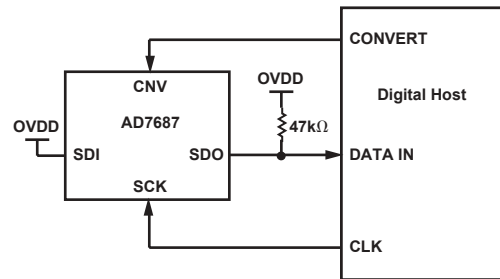 CONVERT
CNV
Digital Host
OVDD
OVDD
AD7687
47kΩ
SDI
SDO
DATA IN
SCK
CLK